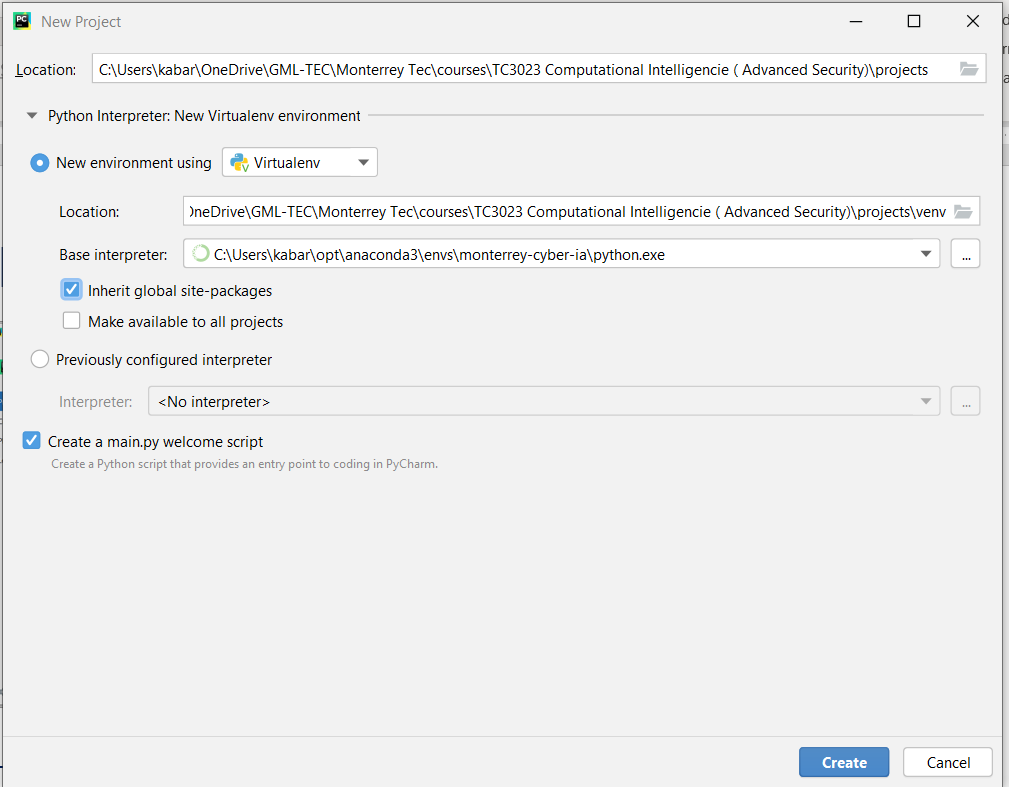 PC New Project
Location: C:\Users\kabar\OneDrive\GML-TEC\Monterrey Tec\courses\TC3023 Computational Intelligencie ( Advanced Security)\projects
Python Interpreter: New Virtualenv environment
New environment using Virtualenv
Location: OneDrive\GML-TEC\Monterrey Tec\courses\TC3023 Computational Intelligencie ( Advanced Security)\projects\venv
Base interpreter: C:\Users\kabar\opt\anaconda3\envs\monterrey-cyber-ia\python.exe ...
Inherit global site-packages
Make available to all projects
Previously configured interpreter
Interpreter: <No interpreter> ...
Create a main.py welcome script
Create a Python script that provides an entry point to coding in PyCharm.
Create Cancel